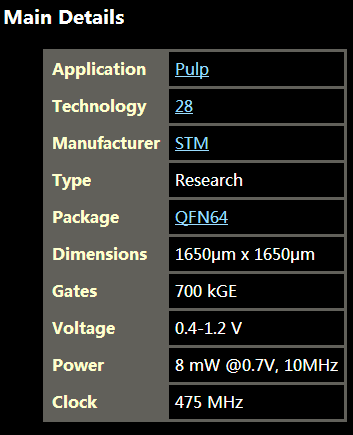 Main Details
Application Pulp
Technology 28
Manufacturer STM
Type Research
Package QFN64
Dimensions 1650μm x 1650μm
Gates 700 kGE
Voltage 0.4-1.2 V
Power 8 mW @0.7V, 10MHz
Clock 475 MHz